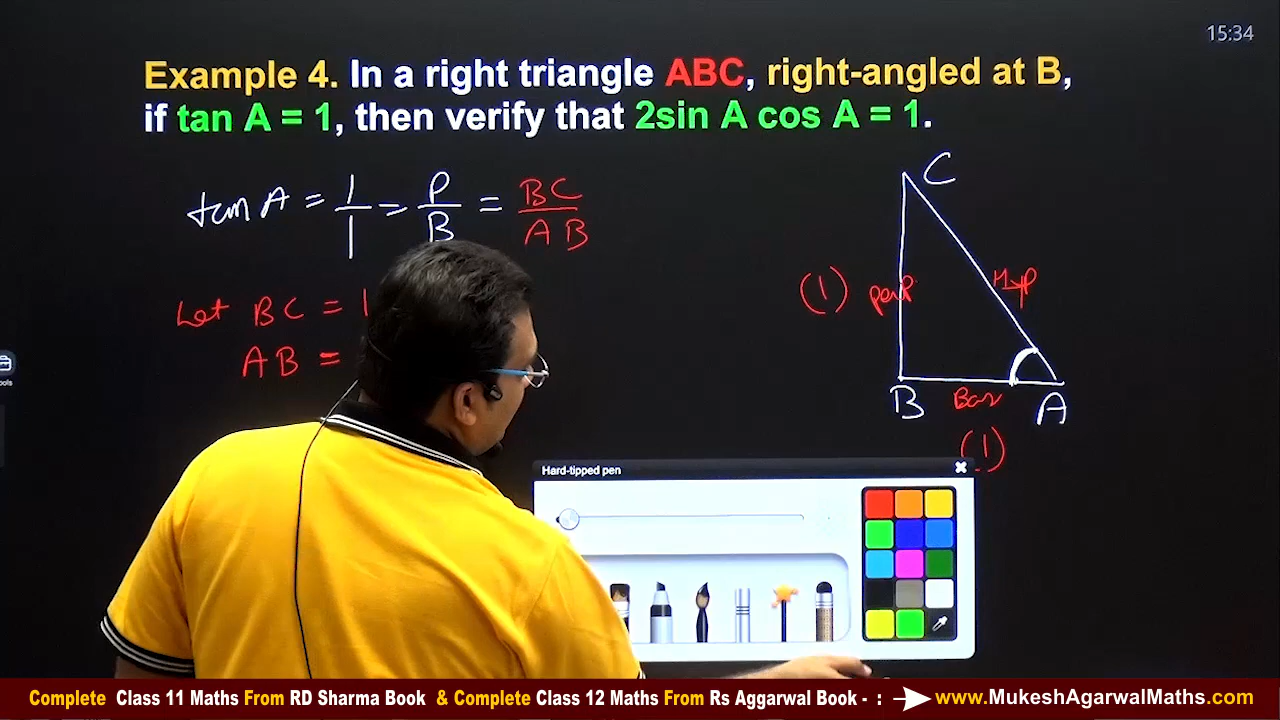 15:34
Example 4. In a right triangle ABC, right-angled at B,
if tan A = 1, then verify that 2sin A cos A = 1.
tan A = 1/1 = P/B = BC/AB
C
Let BC = 1
(1) perp
Hyp
AB =
B
Bas
A
(1)
ools
Hard-tipped pen
Complete Class 11 Maths From RD Sharma Book & Complete Class 12 Maths From Rs Aggarwal Book - : www.MukeshAgarwalMaths.com